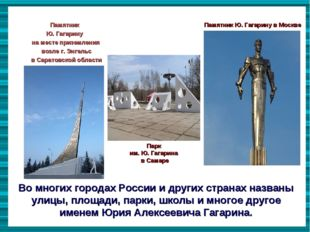 Памятник
Ю. Гагарину
на месте приземления
возле г. Энгельс
в Саратовской области
Памятник Ю. Гагарину в Москве
Парк
им. Ю. Гагарина
в Самаре
Во многих городах России и других странах названы
улицы, площади, парки, школы и многое другое
именем Юрия Алексеевича Гагарина.